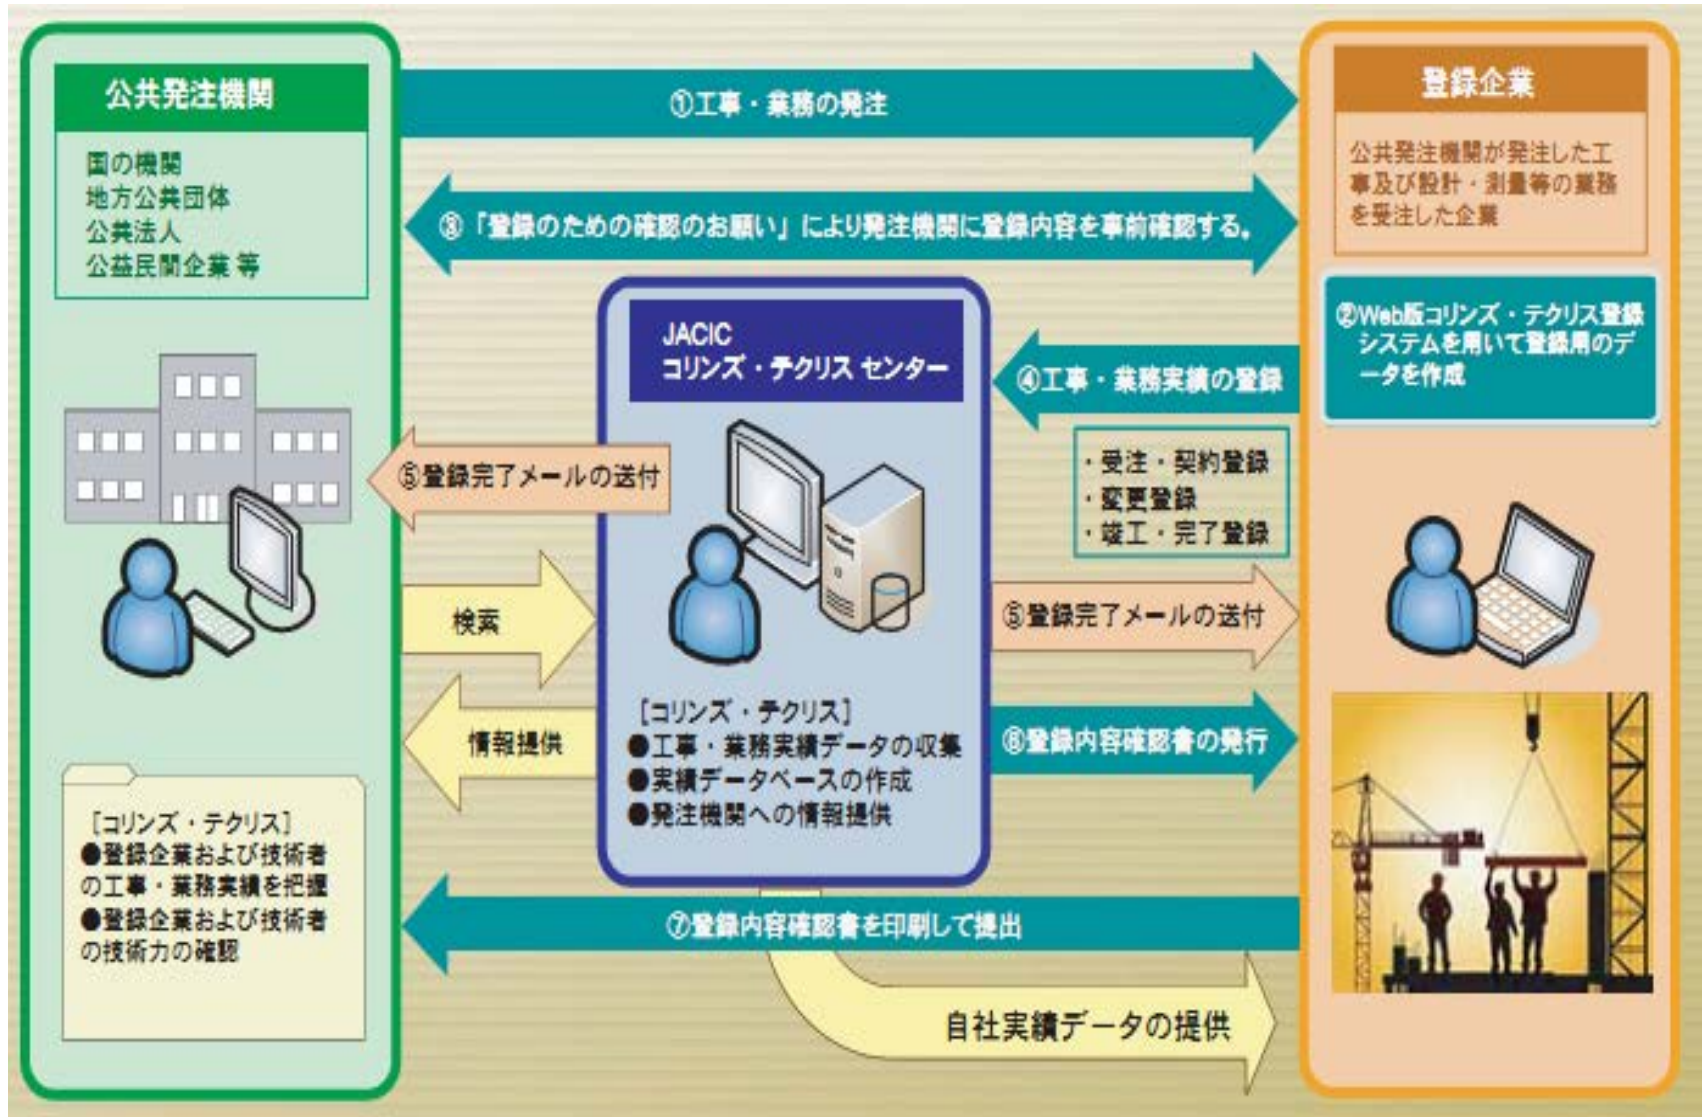 公共発注機関
国の機関
地方公共団体
公共法人
公益民間企業 等
①工事・業務の発注
登録企業
公共発注機関が発注した工
事及び設計・測量等の業務
を受注した企業
③「登録のための確認のお願い」により発注機関に登録内容を事前確認する。
②Web版コリンズ・テクリス登録
システムを用いて登録用のデ
ータを作成
JACIC
コリンズ・テクリス センター
④工事・業務実績の登録
・受注・契約登録
・変更登録
・竣工・完了登録
⑤登録完了メールの送付
検索
⑤登録完了メールの送付
情報提供
[コリンズ・テクリス]
●工事・業務実績データの収集
●実績データベースの作成
●発注機関への情報提供
⑥登録内容確認書の発行
[コリンズ・テクリス]
●登録企業および技術者
の工事・業務実績を把握
●登録企業および技術者
の技術力の確認
⑦登録内容確認書を印刷して提出
自社実績データの提供